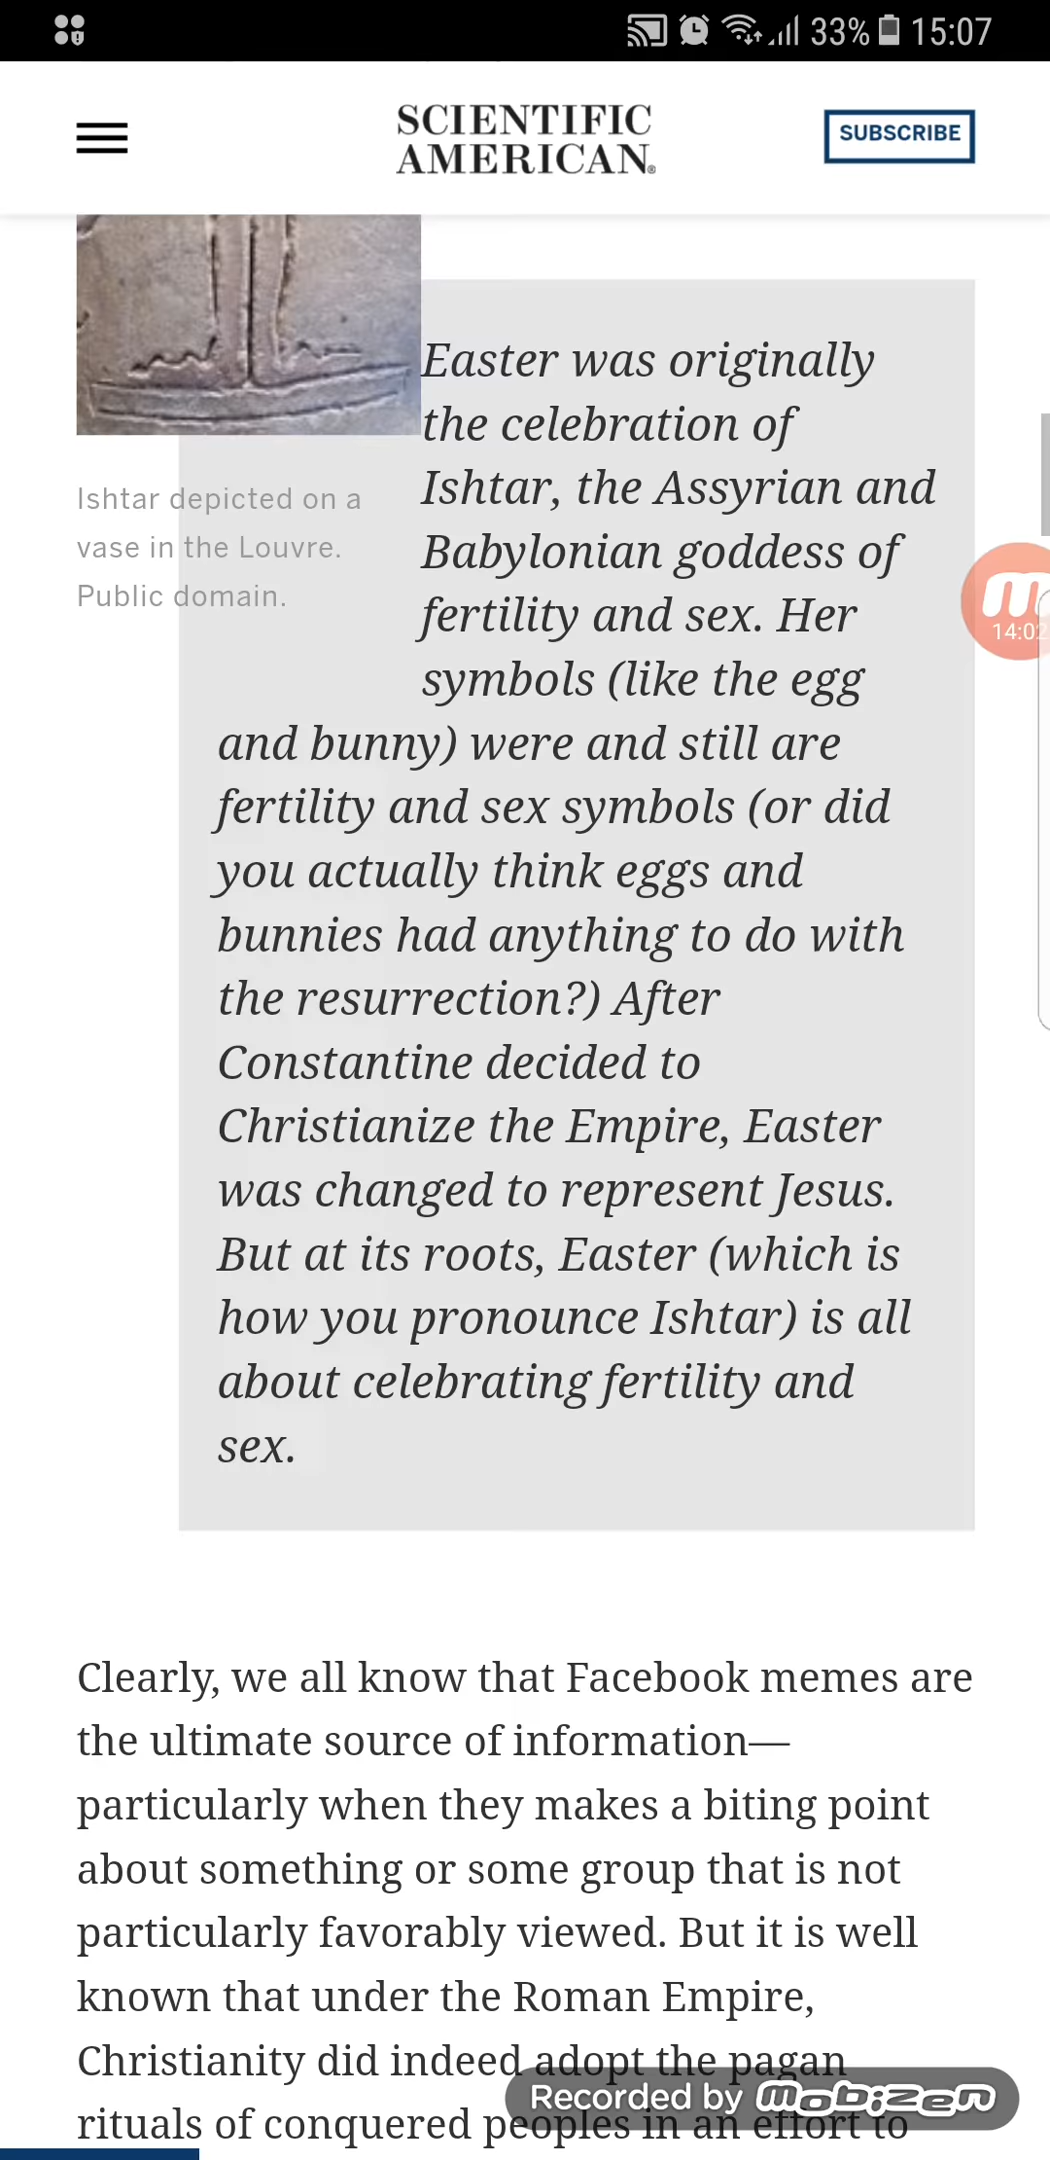 33% 15:07
SCIENTIFIC
AMERICAN®
SUBSCRIBE
Easter was originally
the celebration of
Ishtar, the Assyrian and
Babylonian goddess of
fertility and sex. Her
symbols (like the egg
and bunny) were and still are
fertility and sex symbols (or did
you actually think eggs and
bunnies had anything to do with
the resurrection?) After
Constantine decided to
Christianize the Empire, Easter
was changed to represent Jesus.
But at its roots, Easter (which is
how you pronounce Ishtar) is all
about celebrating fertility and
sex.
Ishtar depicted on a
vase in the Louvre.
Public domain.
14:02
Clearly, we all know that Facebook memes are
the ultimate source of information—
particularly when they makes a biting point
about something or some group that is not
particularly favorably viewed. But it is well
known that under the Roman Empire,
Christianity did indeed adopt the pagan
rituals of conquered peoples in an effort to
Recorded by mobizen